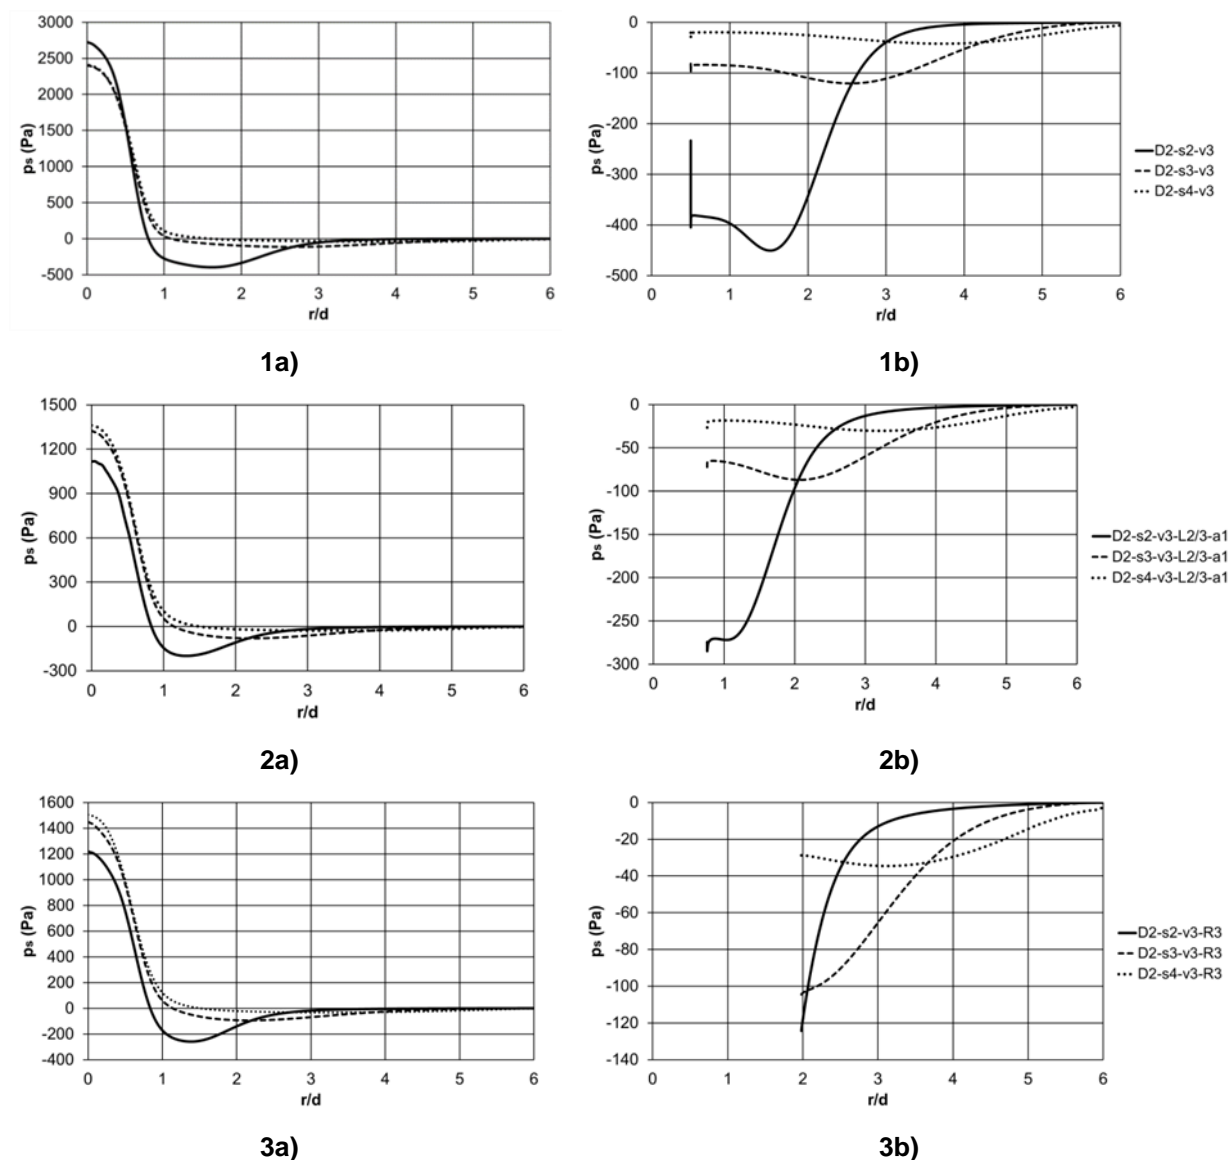 3000
2500
2000
1500
1000
500
0
-500
ps (Pa)
0 1 2 3 4 5 6
r/d
1a)
0
-100
-200
-300
-400
-500
ps (Pa)
0 1 2 3 4 5 6
r/d
D2-s2-v3
D2-s3-v3
D2-s4-v3
1b)
1500
1200
900
600
300
0
-300
ps (Pa)
0 1 2 3 4 5 6
r/d
2a)
0
-50
-100
-150
-200
-250
-300
ps (Pa)
0 1 2 3 4 5 6
r/d
D2-s2-v3-L2/3-a1
D2-s3-v3-L2/3-a1
D2-s4-v3-L2/3-a1
2b)
1600
1400
1200
1000
800
600
400
200
0
-200
-400
ps (Pa)
0 1 2 3 4 5 6
r/d
3a)
0
-20
-40
-60
-80
-100
-120
-140
ps (Pa)
0 1 2 3 4 5 6
r/d
D2-s2-v3-R3
D2-s3-v3-R3
D2-s4-v3-R3
3b)